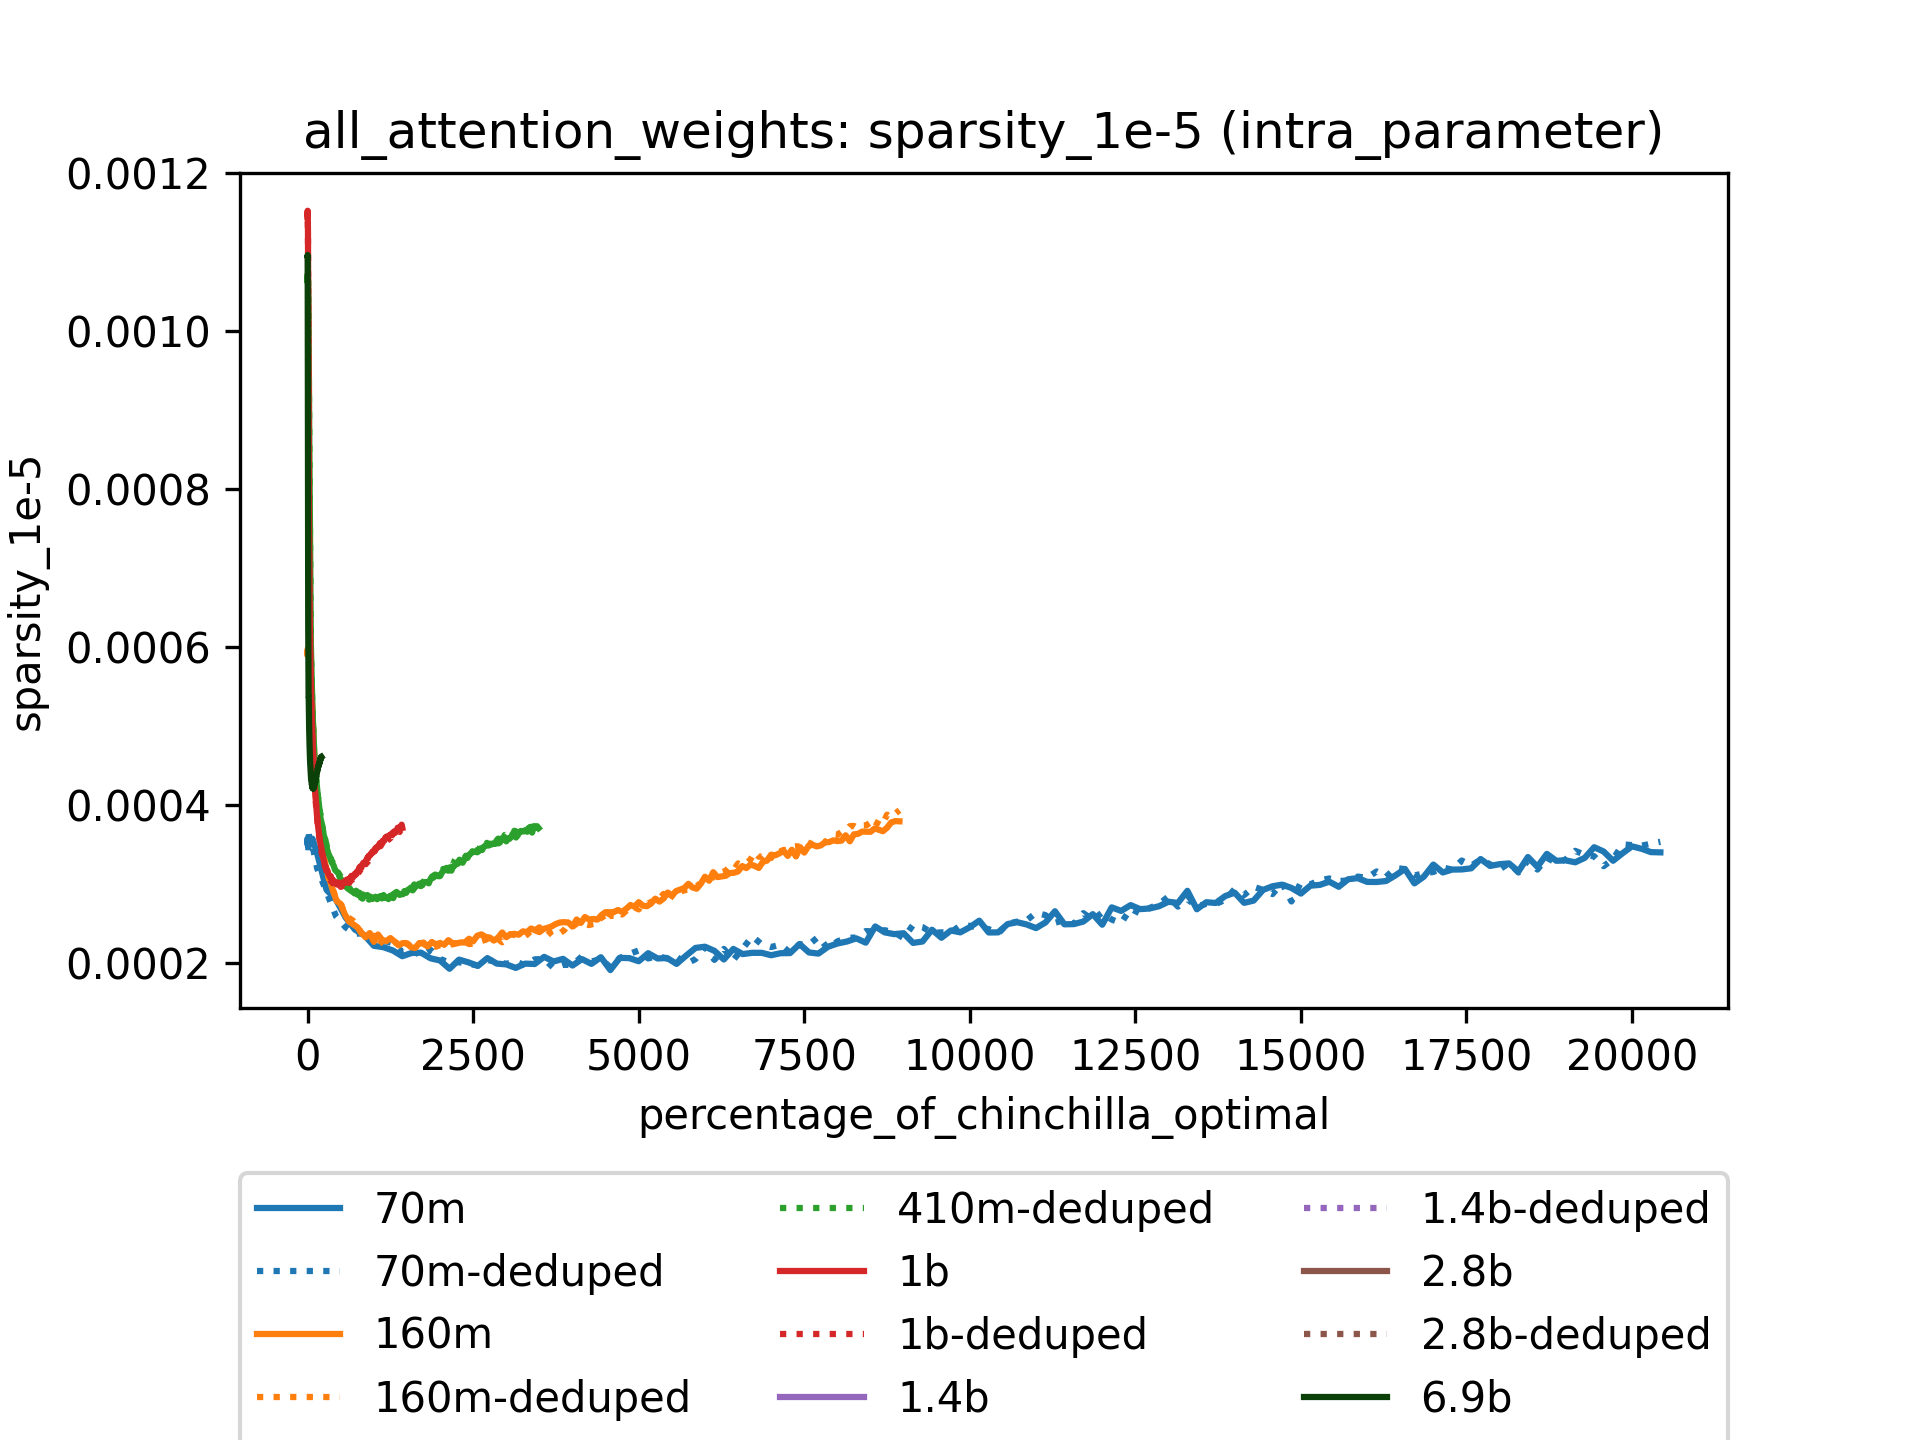 all_attention_weights: sparsity_1e-5 (intra_parameter)
0.0012
0.0010
0.0008
0.0006
0.0004
0.0002
sparsity_1e-5
0 2500 5000 7500 10000 12500 15000 17500 20000
percentage_of_chinchilla_optimal
70m
70m-deduped
160m
160m-deduped
410m-deduped
1b
1b-deduped
1.4b
1.4b-deduped
2.8b
2.8b-deduped
6.9b